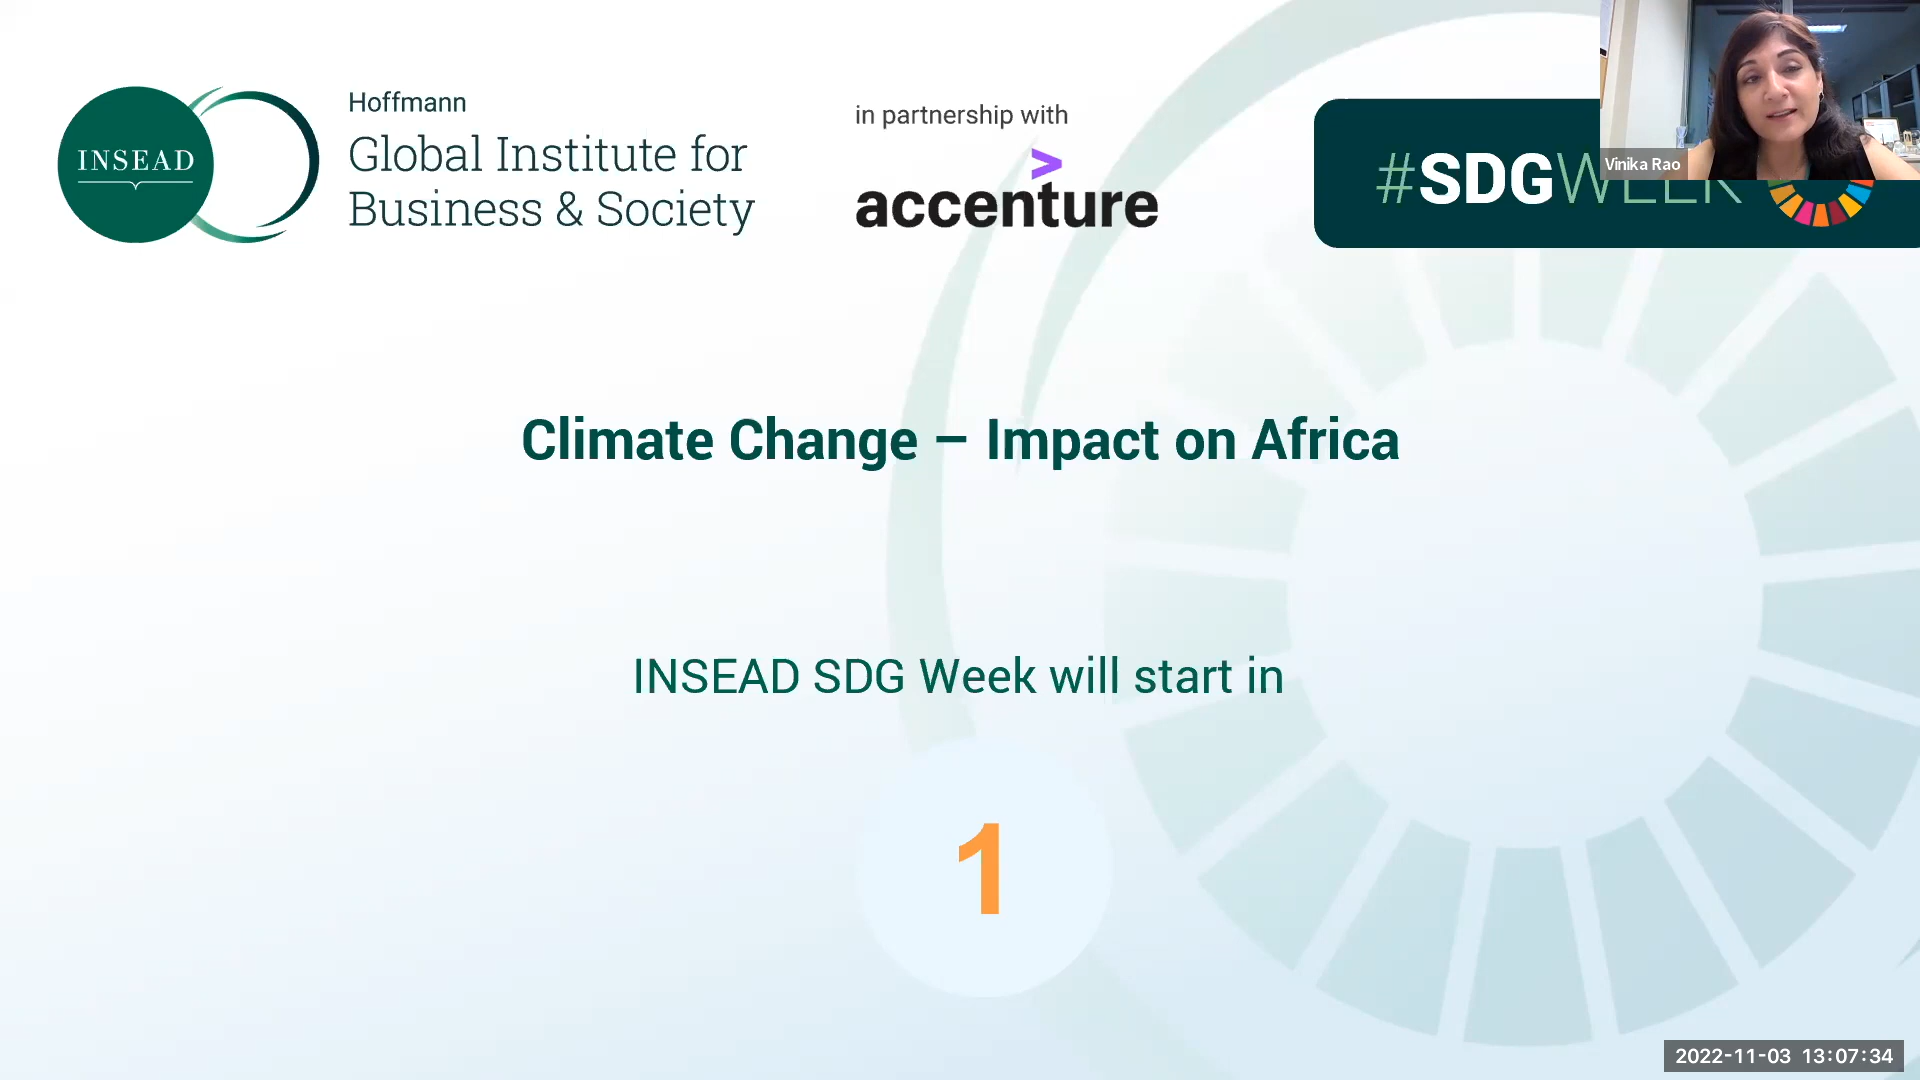 INSEAD
Hoffmann
Global Institute for
Business & Society
in partnership with
>
accenture
#SDGWEEK
Vinika Rao
Climate Change – Impact on Africa
INSEAD SDG Week will start in
1
2022-11-03 13:07:34